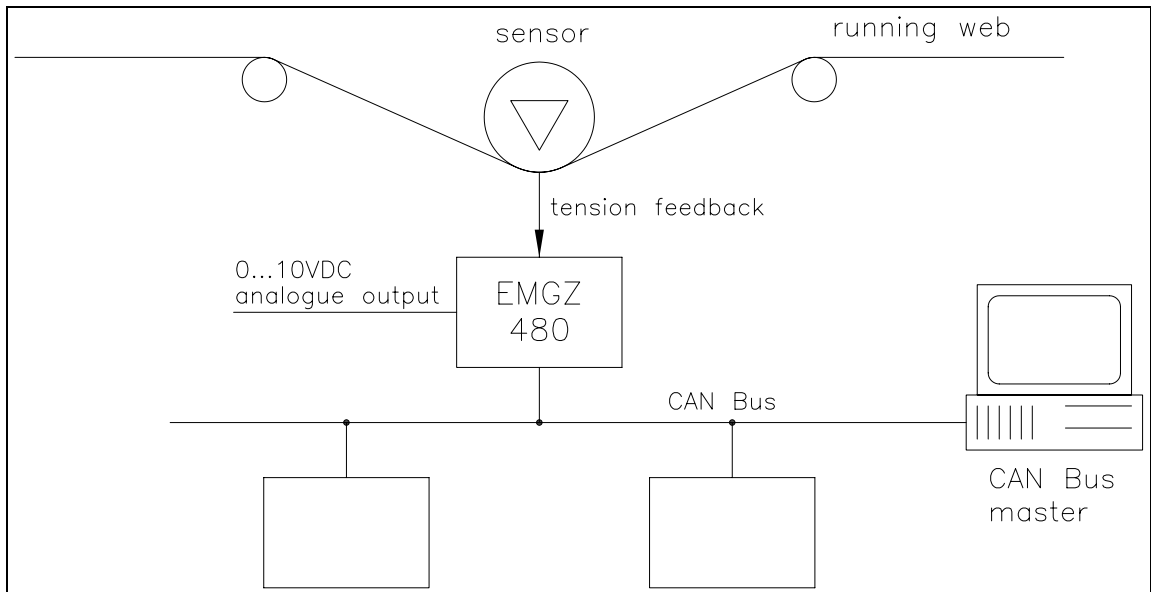 sensor
running web
tension feedback
0...10VDC
analogue output
EMGZ
480
CAN Bus
CAN Bus
master